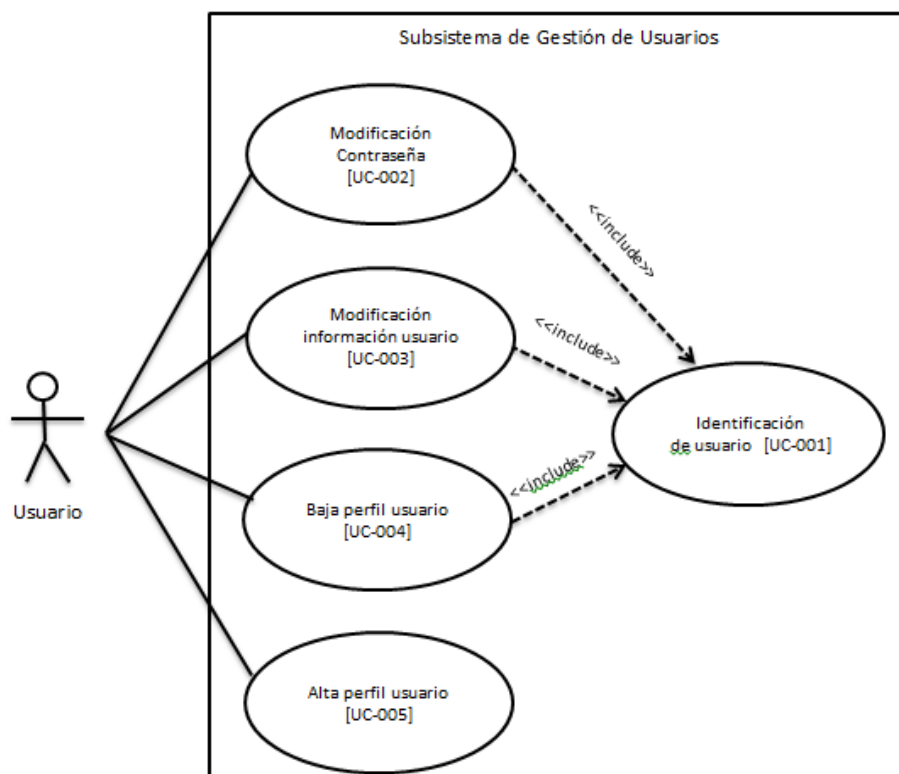 Subsistema de Gestión de Usuarios
Modificación
Contraseña
[UC-002]
<<include>>
Modificación
información usuario
[UC-003]
<<include>>
Identificación
de usuario [UC-001]
Usuario
Baja perfil usuario
[UC-004]
<<include>>
Alta perfil usuario
[UC-005]